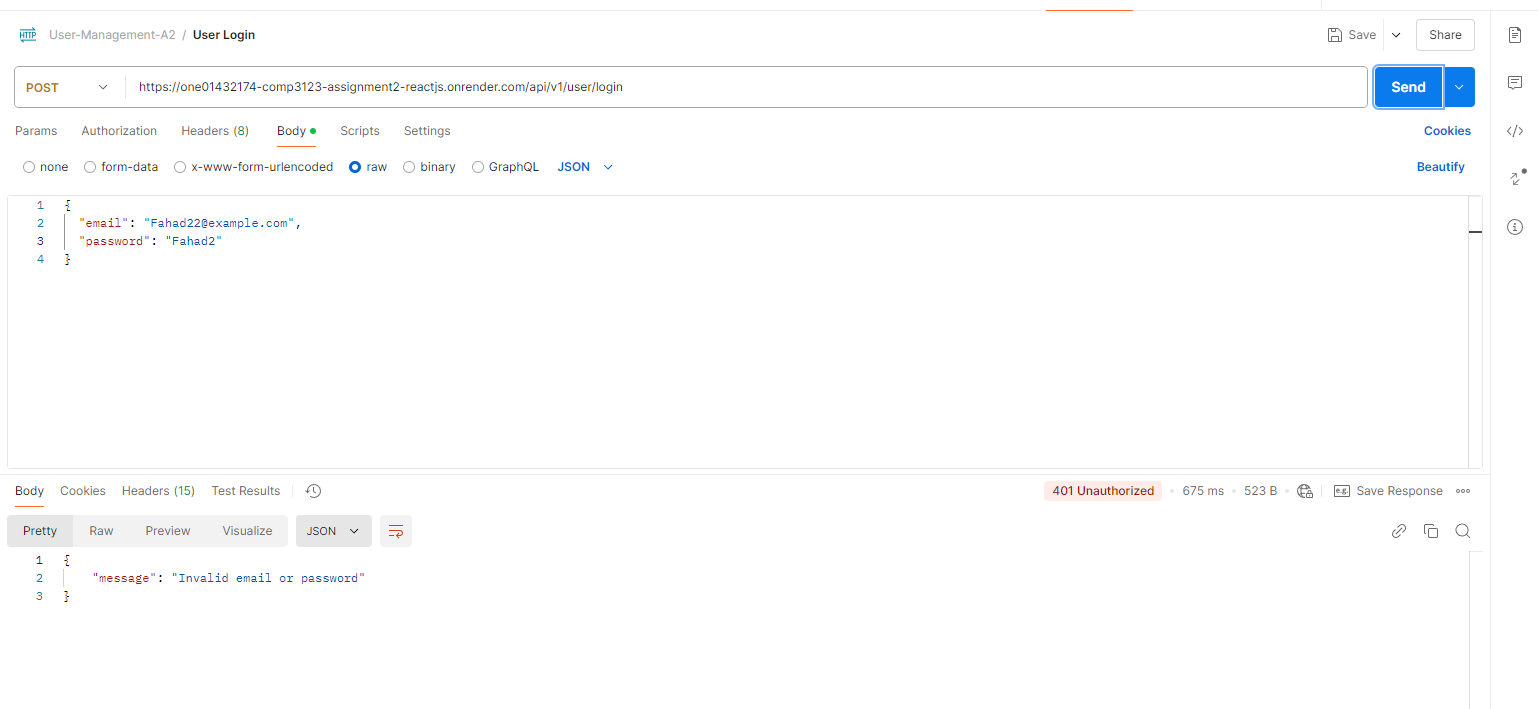 HTTP User-Management-A2 / User Login Save Share
POST https://one01432174-comp3123-assignment2-reactjs.onrender.com/api/v1/user/login Send
Params Authorization Headers (8) Body Scripts Settings Cookies
none form-data x-www-form-urlencoded raw binary GraphQL JSON Beautify
1 {
2 "email": "Fahad22@example.com",
3 "password": "Fahad2"
4 }
Body Cookies Headers (15) Test Results 401 Unauthorized 675 ms 523 B e.g. Save Response
Pretty Raw Preview Visualize JSON
1 {
2 "message": "Invalid email or password"
3 }